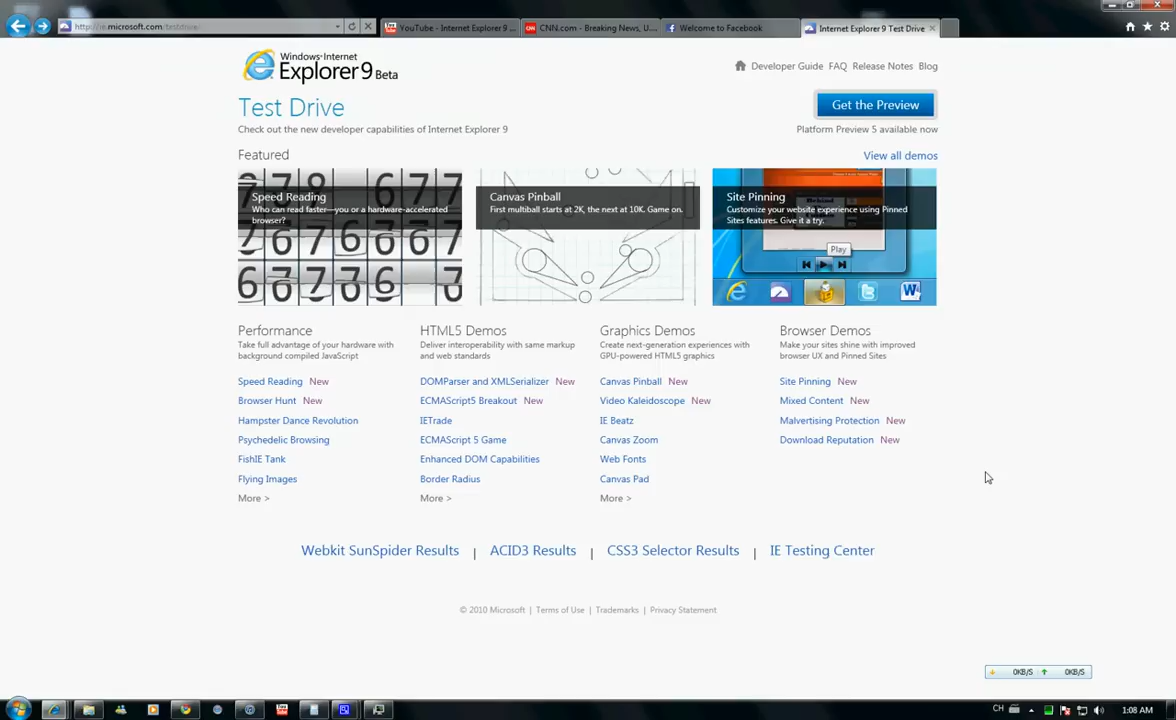 http://ie.microsoft.com/testdrive/
YouTube - Internet Explorer 9 ...
CNN.com - Breaking News, U....
Welcome to Facebook
Internet Explorer 9 Test Drive
Windows Internet
Explorer 9 Beta
Developer Guide FAQ Release Notes Blog
Test Drive
Get the Preview
Check out the new developer capabilities of Internet Explorer 9
Platform Preview 5 available now
Featured
View all demos
Speed Reading
Who can read faster—you or a hardware-accelerated
browser?
Canvas Pinball
First multiball starts at 2K, the next at 10K. Game on.
Site Pinning
Customize your website experience using Pinned
Sites features. Give it a try.
Play
Performance
Take full advantage of your hardware with
background compiled JavaScript
Speed Reading New
Browser Hunt New
Hampster Dance Revolution
Psychedelic Browsing
FishIE Tank
Flying Images
More >
HTML5 Demos
Deliver interoperability with same markup
and web standards
DOMParser and XMLSerializer New
ECMAScript5 Breakout New
IETrade
ECMAScript 5 Game
Enhanced DOM Capabilities
Border Radius
More >
Graphics Demos
Create next-generation experiences with
GPU-powered HTML5 graphics
Canvas Pinball New
Video Kaleidoscope New
IE Beatz
Canvas Zoom
Web Fonts
Canvas Pad
More >
Browser Demos
Make your sites shine with improved
browser UX and Pinned Sites
Site Pinning New
Mixed Content New
Malvertising Protection New
Download Reputation New
Webkit SunSpider Results | ACID3 Results | CSS3 Selector Results | IE Testing Center
© 2010 Microsoft | Terms of Use | Trademarks | Privacy Statement
0KB/S 0KB/S
CH
1:08 AM